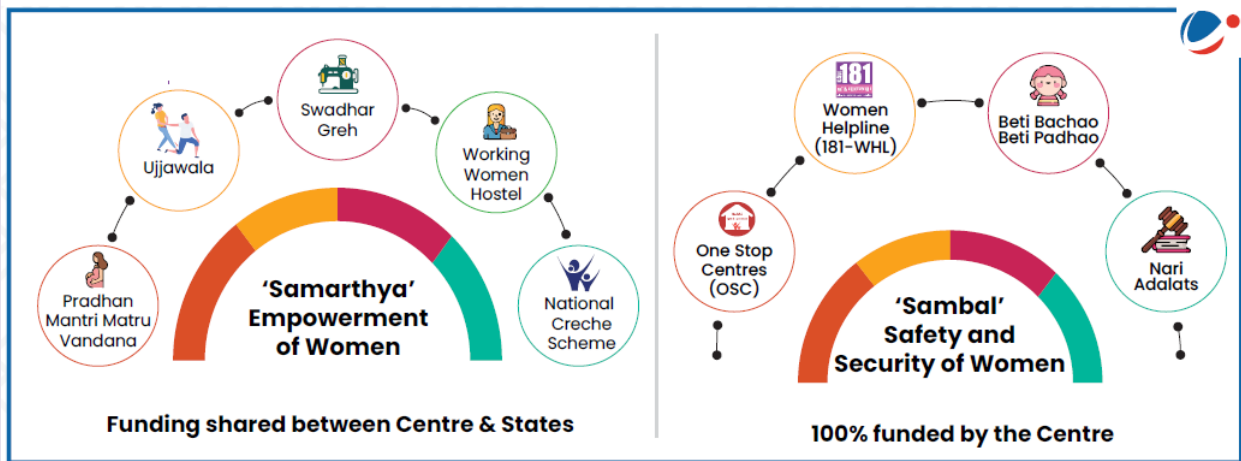 Pradhan
Mantri Matru
Vandana
Ujjawala
Swadhar
Greh
Working
Women
Hostel
National
Creche
Scheme
‘Samarthya’
Empowerment
of Women
Funding shared between Centre & States
One Stop
Centres
(OSC)
181
Women
Helpline
(181-WHL)
Beti Bachao
Beti Padhao
Nari
Adalats
‘Sambal’
Safety and
Security of Women
100% funded by the Centre